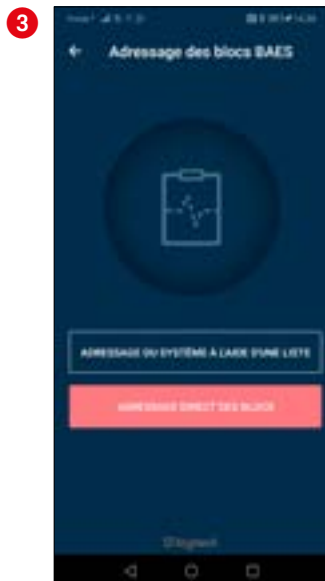 3
Adressage des blocs BAES
ADRESSAGE DU SYSTÈME À L'AIDE D'UNE LISTE
ADRESSAGE DIRECT DES BLOCS